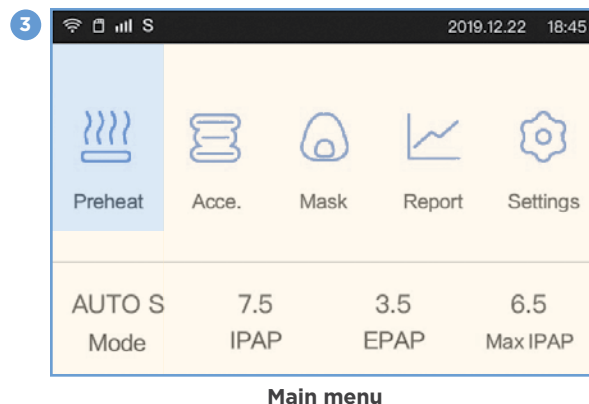 3
S 2019.12.22 18:45
Preheat Acce. Mask Report Settings
AUTO S 7.5 3.5 6.5
Mode IPAP EPAP Max IPAP
Main menu